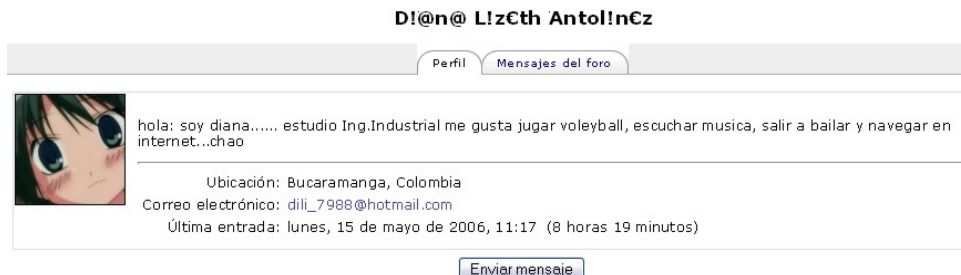 D!@n@ L!z€th Antol!n€z
Perfil Mensajes del foro
hola: soy diana...... estudio Ing.Industrial me gusta jugar voleyball, escuchar musica, salir a bailar y navegar en
internet...chao
Ubicación: Bucaramanga, Colombia
Correo electrónico: dili_7988@hotmail.com
Última entrada: lunes, 15 de mayo de 2006, 11:17 (8 horas 19 minutos)
Enviar mensaje